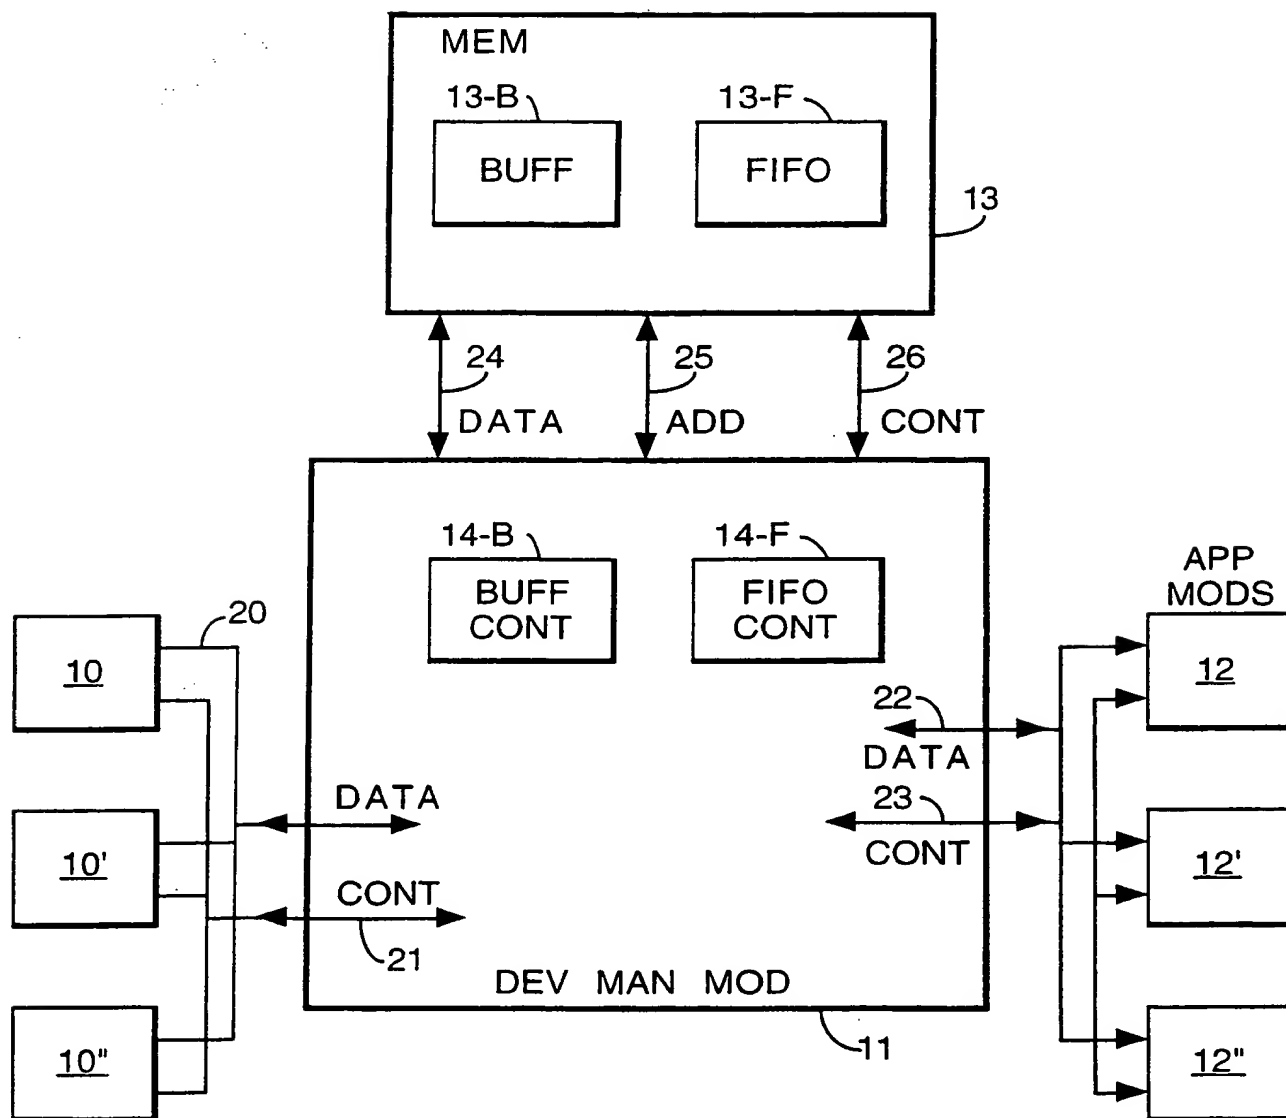 MEM
13-B
13-F
BUFF
FIFO
13
24
25
26
DATA
ADD
CONT
14-B
14-F
BUFF
CONT
FIFO
CONT
APP
MODS
20
10
12
22
DATA
DATA
23
CONT
10'
12'
CONT
21
DEV MAN MOD
11
10"
12"